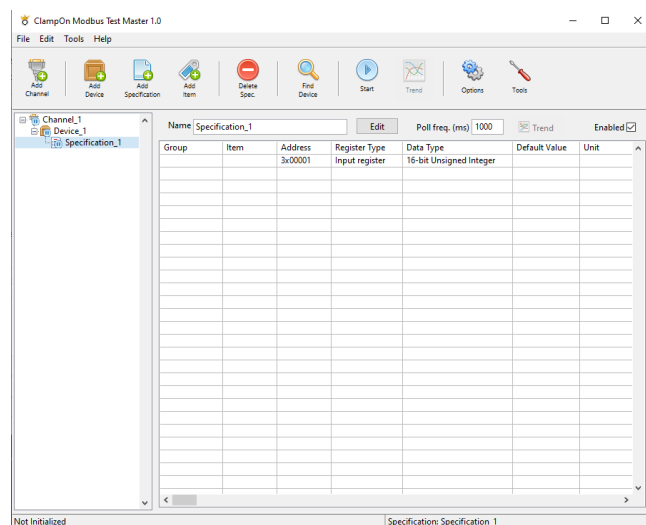 ClampOn Modbus Test Master 1.0
File Edit Tools Help
Add Channel
Add Device
Add Specification
Add Item
Delete Spec.
Find Device
Start
Trend
Options
Tools
Channel_1
Device_1
Specification_1
Name Specification_1 Edit Poll freq. (ms) 1000 Trend Enabled
Group Item Address Register Type Data Type Default Value Unit
3x00001 Input register 16-bit Unsigned Integer
Not Initialized Specification: Specification_1